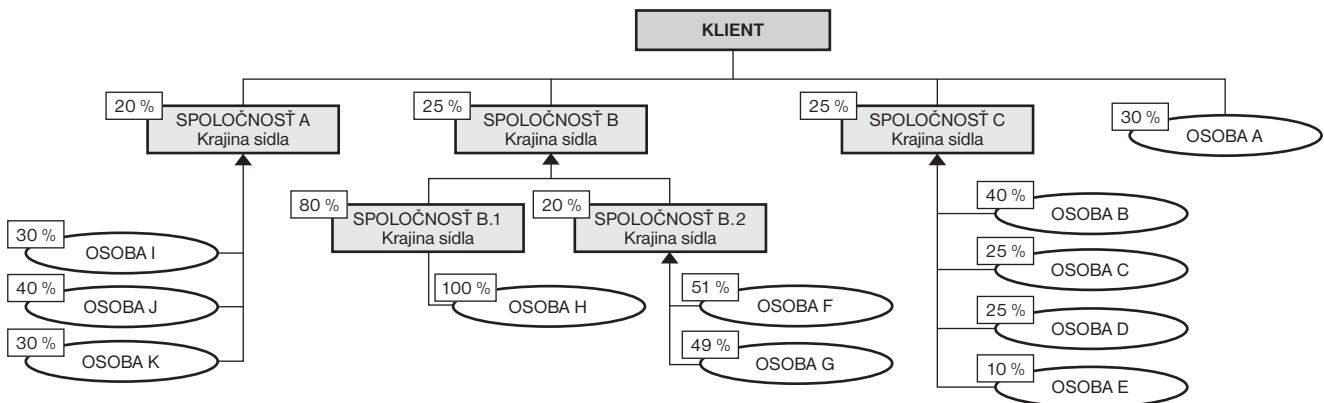 KLIENT
20 %
SPOLOČNOSŤ A
Krajina sídla
25 %
SPOLOČNOSŤ B
Krajina sídla
25 %
SPOLOČNOSŤ C
Krajina sídla
30 %
OSOBA A
80 %
SPOLOČNOSŤ B.1
Krajina sídla
20 %
SPOLOČNOSŤ B.2
Krajina sídla
30 %
OSOBA I
40 %
OSOBA J
30 %
OSOBA K
100 %
OSOBA H
51 %
OSOBA F
49 %
OSOBA G
40 %
OSOBA B
25 %
OSOBA C
25 %
OSOBA D
10 %
OSOBA E